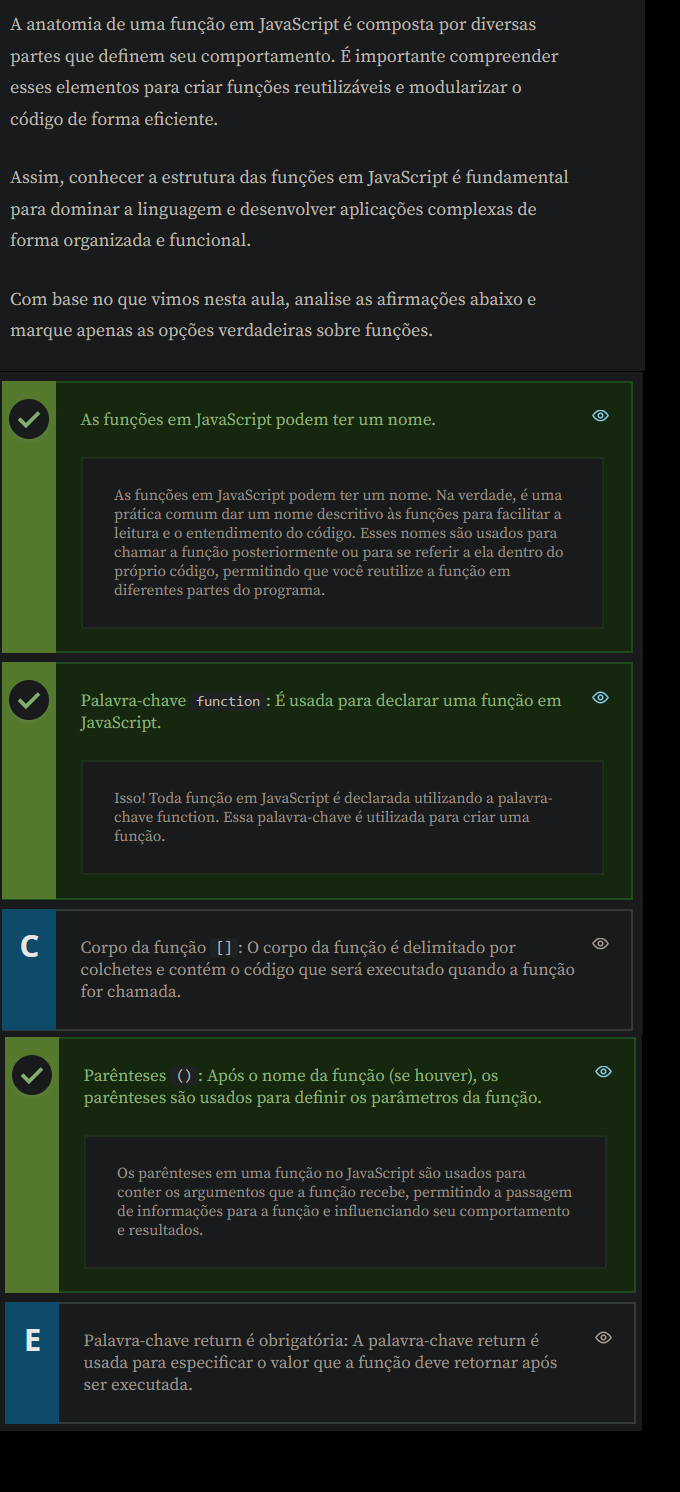 A anatomia de uma função em JavaScript é composta por diversas
partes que definem seu comportamento. É importante compreender
esses elementos para criar funções reutilizáveis e modularizar o
código de forma eficiente.
Assim, conhecer a estrutura das funções em JavaScript é fundamental
para dominar a linguagem e desenvolver aplicações complexas de
forma organizada e funcional.
Com base no que vimos nesta aula, analise as afirmações abaixo e
marque apenas as opções verdadeiras sobre funções.
As funções em JavaScript podem ter um nome.
As funções em JavaScript podem ter um nome. Na verdade, é uma
prática comum dar um nome descritivo às funções para facilitar a
leitura e o entendimento do código. Esses nomes são usados para
chamar a função posteriormente ou para se referir a ela dentro do
próprio código, permitindo que você reutilize a função em
diferentes partes do programa.
Palavra-chave function : É usada para declarar uma função em
JavaScript.
Isso! Toda função em JavaScript é declarada utilizando a palavra-
chave function. Essa palavra-chave é utilizada para criar uma
função.
C
Corpo da função [] : O corpo da função é delimitado por
colchetes e contém o código que será executado quando a função
for chamada.
Parênteses () : Após o nome da função (se houver), os
parênteses são usados para definir os parâmetros da função.
Os parênteses em uma função no JavaScript são usados para
conter os argumentos que a função recebe, permitindo a passagem
de informações para a função e influenciando seu comportamento
e resultados.
E
Palavra-chave return é obrigatória: A palavra-chave return é
usada para especificar o valor que a função deve retornar após
ser executada.